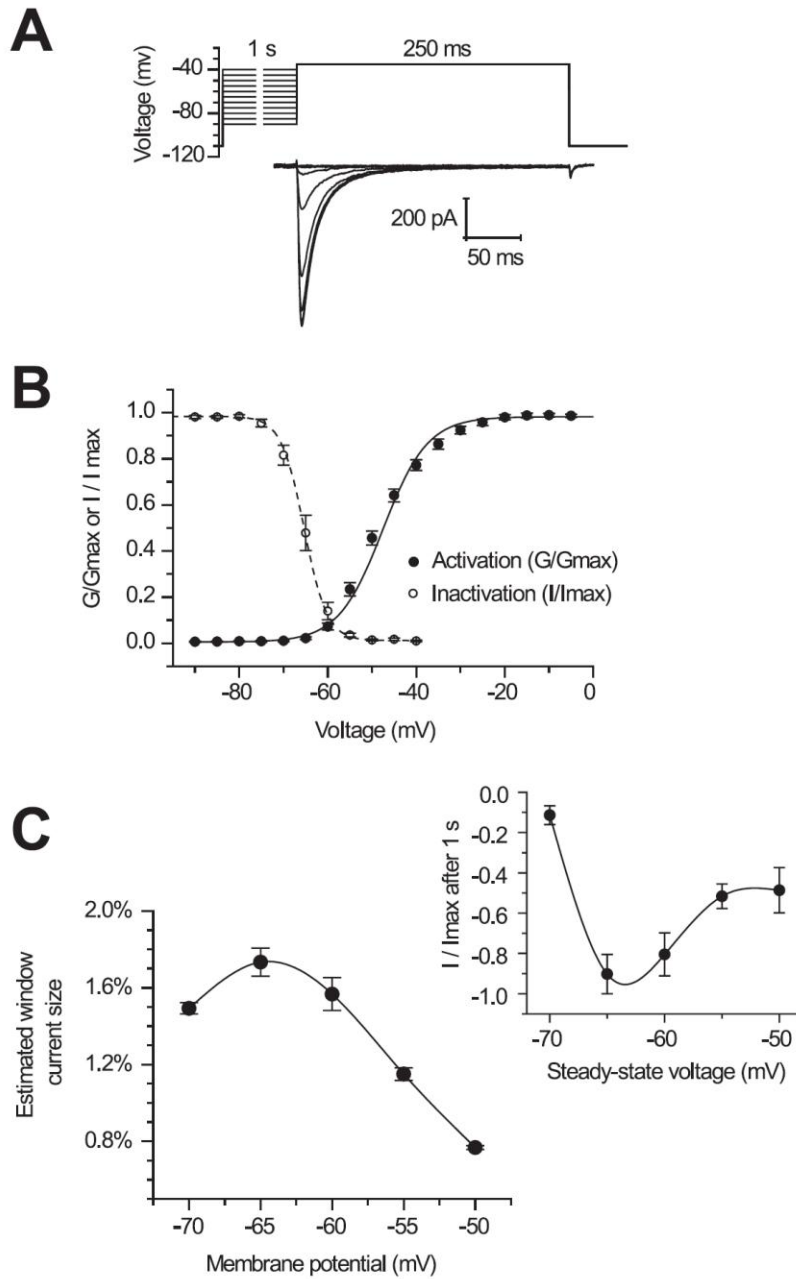 A
1 s
250 ms
Voltage (mv)
-40
-80
-120
200 pA
50 ms
B
G/Gmax or I / I max
1.0
0.8
0.6
0.4
0.2
0.0
Activation (G/Gmax)
Inactivation (I/Imax)
-80
-60
-40
-20
0
Voltage (mV)
C
Estimated window
current size
2.0%
1.6%
1.2%
0.8%
-70
-65
-60
-55
-50
Membrane potential (mV)
I / Imax after 1 s
0.0
-0.2
-0.4
-0.6
-0.8
-1.0
-70
-60
-50
Steady-state voltage (mV)